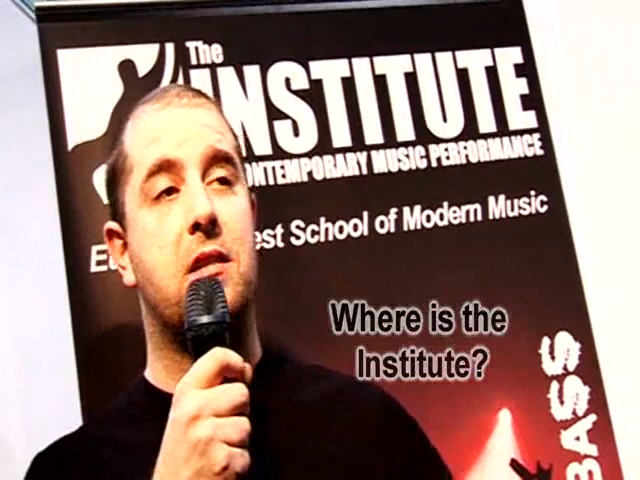 The
INSTITUTE
CONTEMPORARY MUSIC PERFORMANCE
est School of Modern Music
Where is the
Institute?
BASS